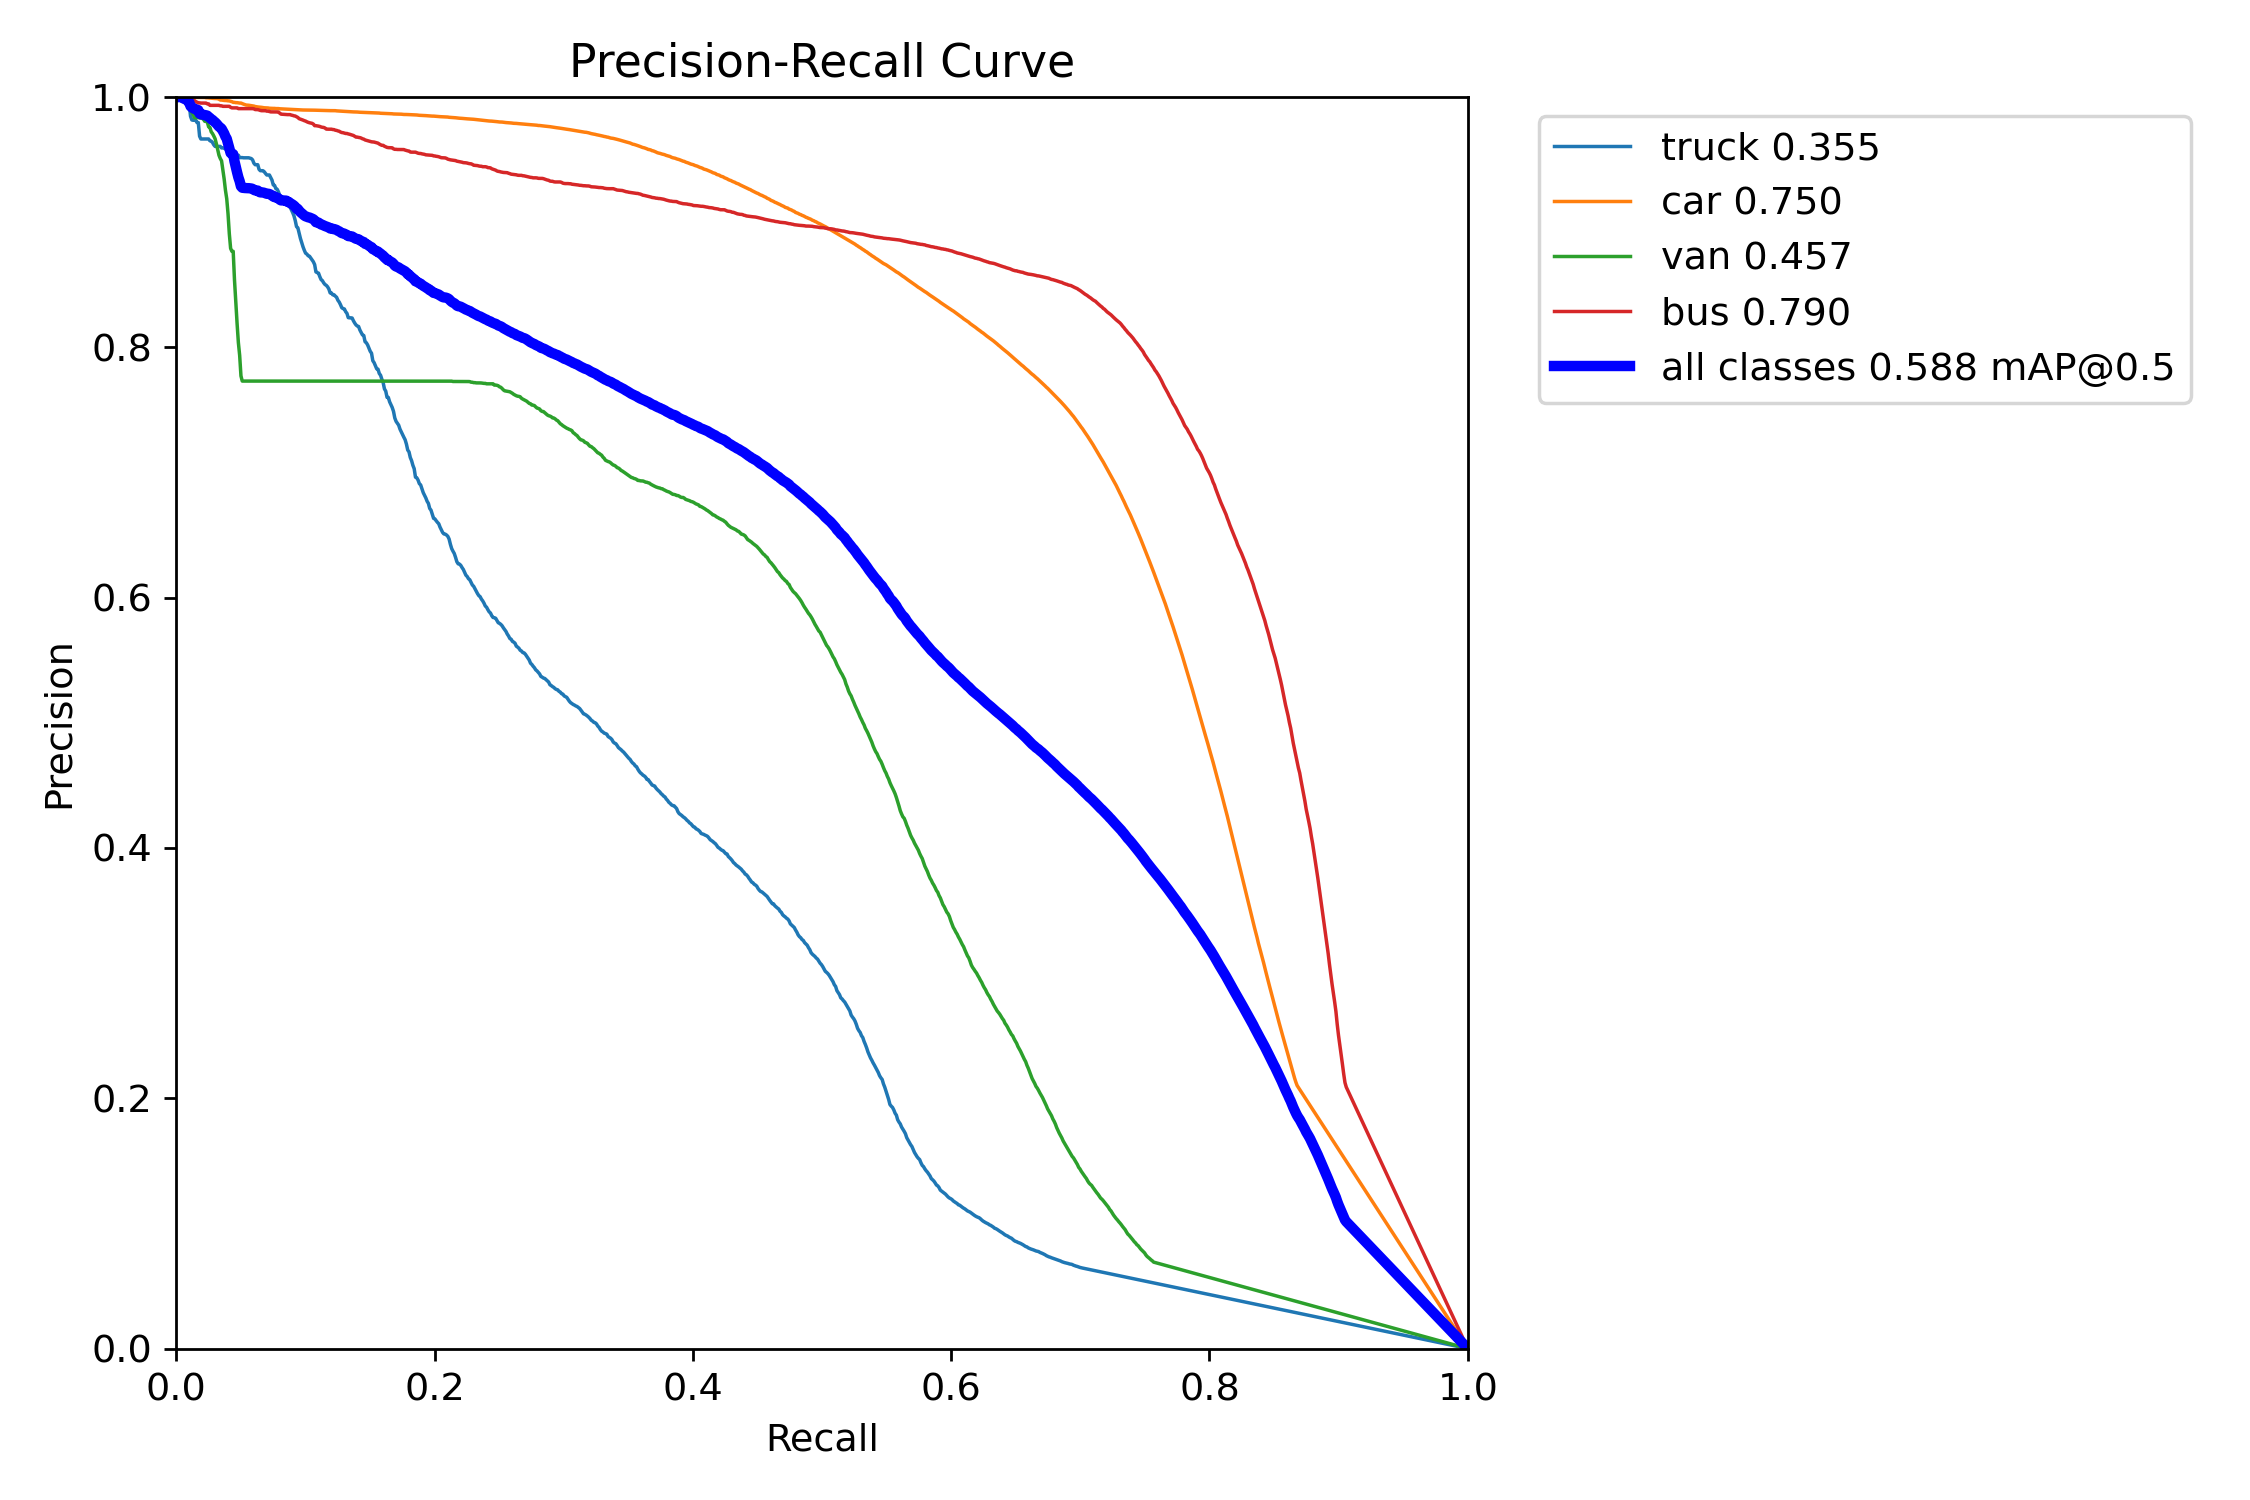 Precision-Recall Curve
1.0
0.8
0.6
0.4
0.2
0.0
Precision
0.0 0.2 0.4 0.6 0.8 1.0
Recall
truck 0.355
car 0.750
van 0.457
bus 0.790
all classes 0.588 mAP@0.5